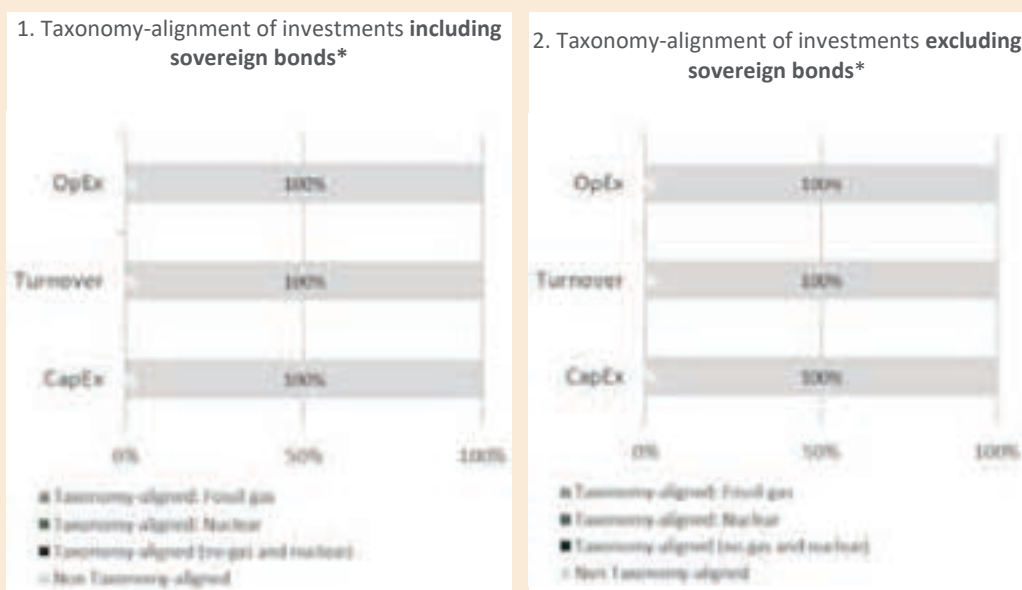 1. Taxonomy-alignment of investments including
sovereign bonds*
OpEx
100%
Turnover
100%
CapEx
100%
0%
50%
100%
Taxonomy-aligned: Fossil gas
Taxonomy-aligned: Nuclear
Taxonomy-aligned (no gas and nuclear)
Non Taxonomy-aligned
2. Taxonomy-alignment of investments excluding
sovereign bonds*
OpEx
100%
Turnover
100%
CapEx
100%
0%
50%
100%
Taxonomy-aligned: Fossil gas
Taxonomy-aligned: Nuclear
Taxonomy-aligned (no gas and nuclear)
Non Taxonomy-aligned